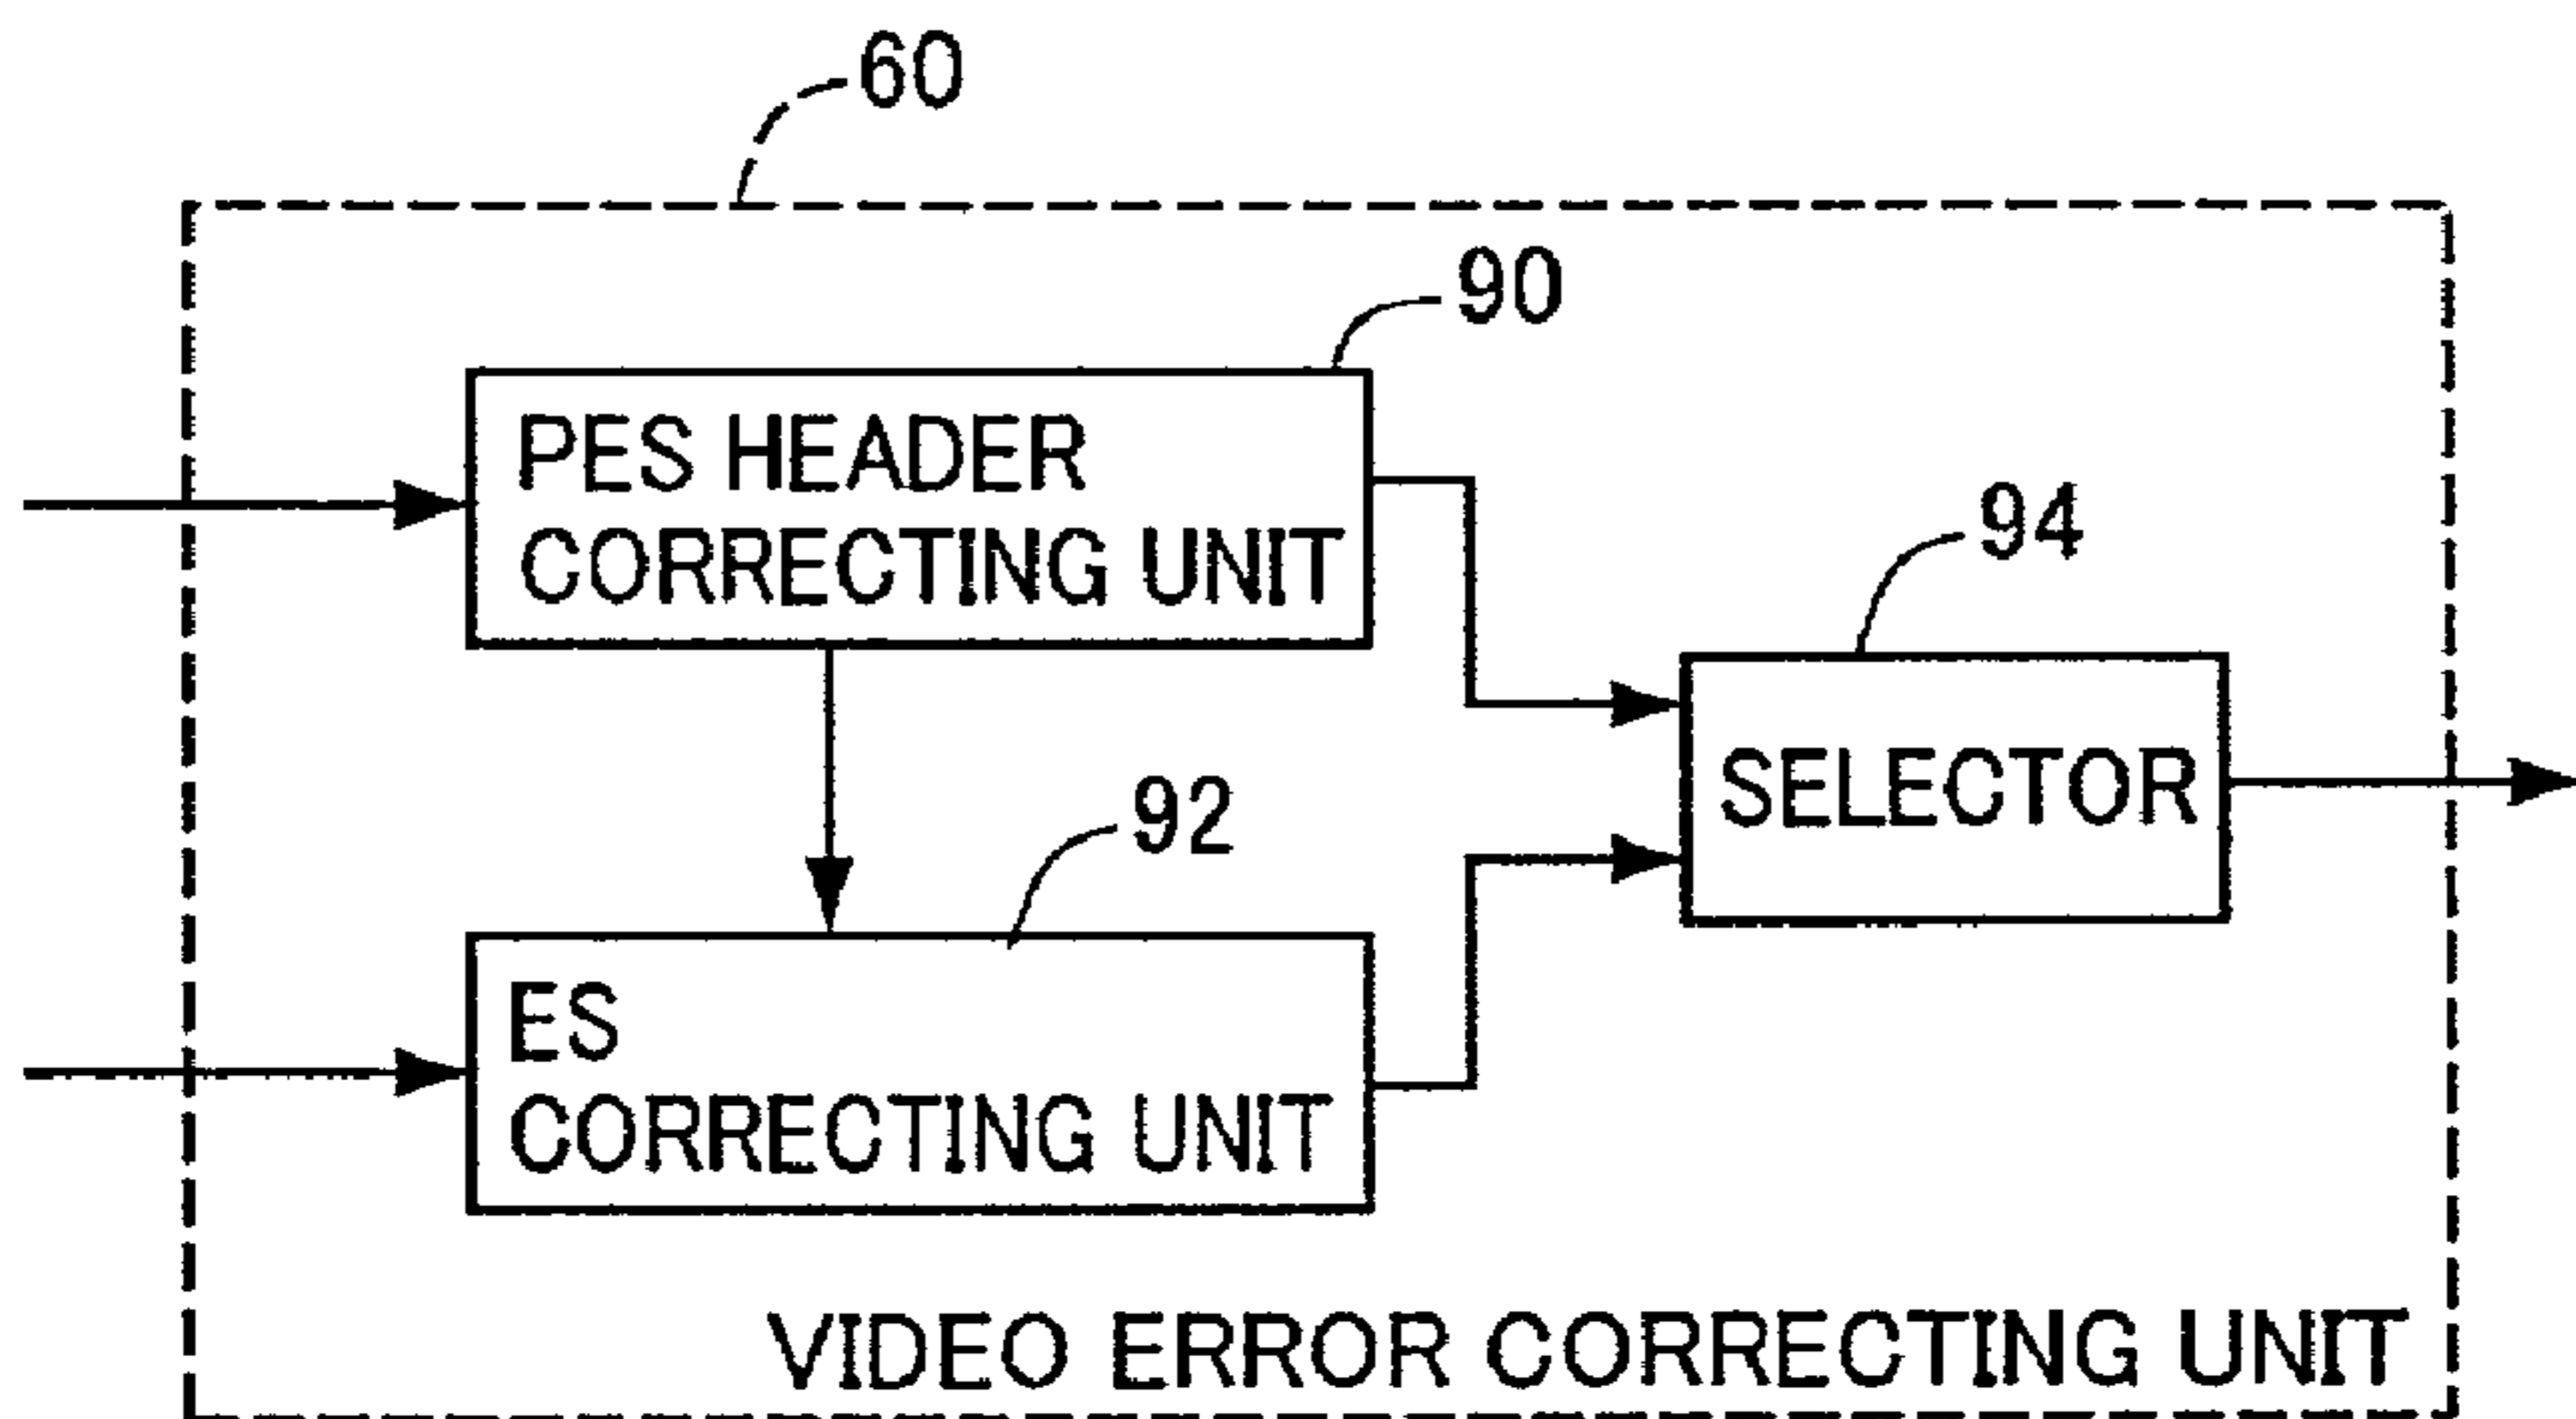 60
90
PES HEADER
CORRECTING UNIT
94
SELECTOR
92
ES
CORRECTING UNIT
VIDEO ERROR CORRECTING UNIT